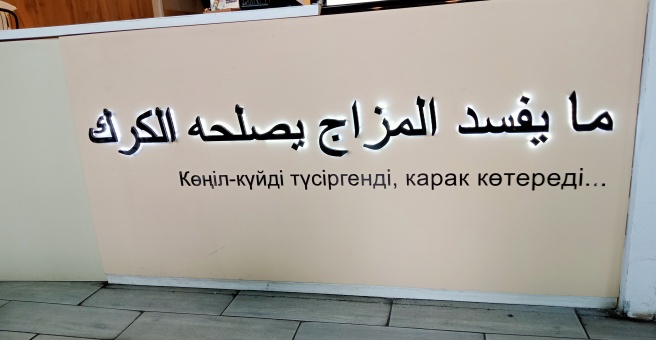 ما يفسد المزاج يصلحه الكرك
Көңіл-күйді түсіргенді, карак көтереді...